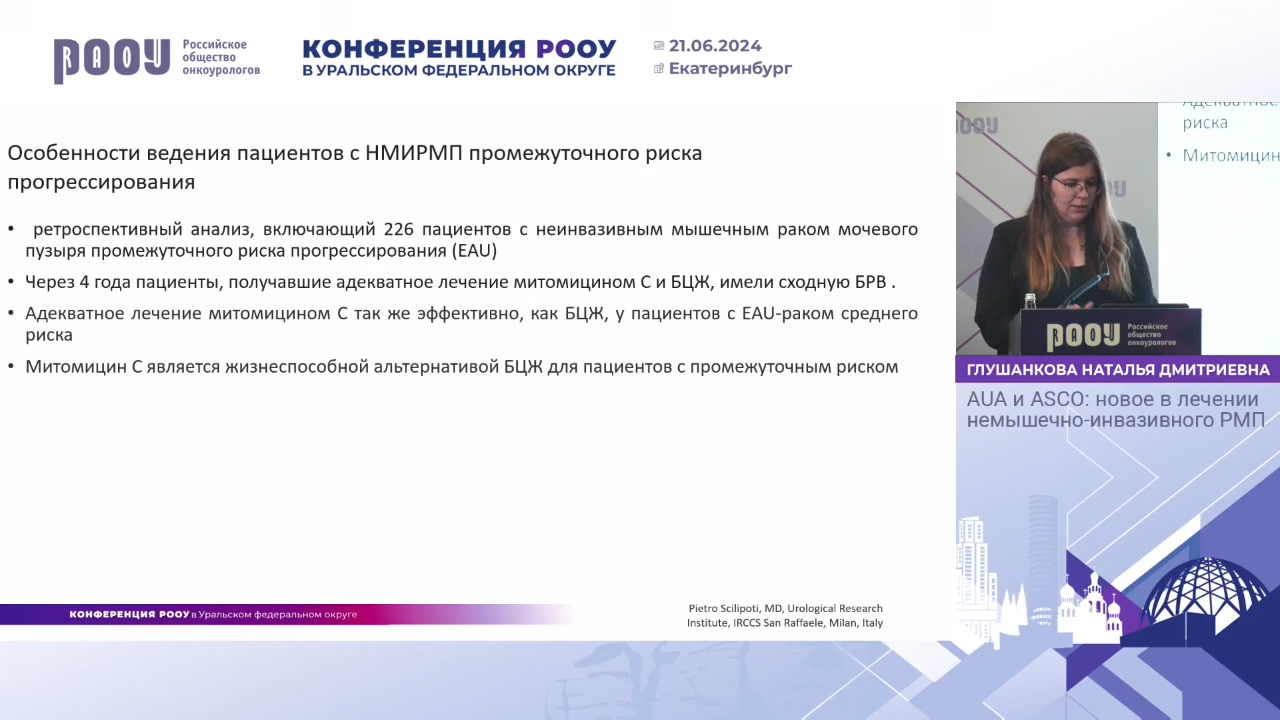 РООУ
Российское
общество
онкоурологов
КОНФЕРЕНЦИЯ РООУ
В УРАЛЬСКОМ ФЕДЕРАЛЬНОМ ОКРУГЕ
21.06.2024
Екатеринбург
Особенности ведения пациентов с НМИРМП промежуточного риска
прогрессирования
• ретроспективный анализ, включающий 226 пациентов с неинвазивным мышечным раком мочевого
пузыря промежуточного риска прогрессирования (EAU)
• Через 4 года пациенты, получавшие адекватное лечение митомицином С и БЦЖ, имели сходную БРВ .
• Адекватное лечение митомицином С так же эффективно, как БЦЖ, у пациентов с EAU-раком среднего
риска
• Митомицин С является жизнеспособной альтернативой БЦЖ для пациентов с промежуточным риском
КОНФЕРЕНЦИЯ РООУ в Уральском федеральном округе
Pietro Scilipoti, MD, Urological Research
Institute, IRCCS San Raffaele, Milan, Italy
риска
• Митомицин
РООУ
Российское
общество
онкоурологов
ГЛУШАНКОВА НАТАЛЬЯ ДМИТРИЕВНА
AUA и ASCO: новое в лечении
немышечно-инвазивного РМП